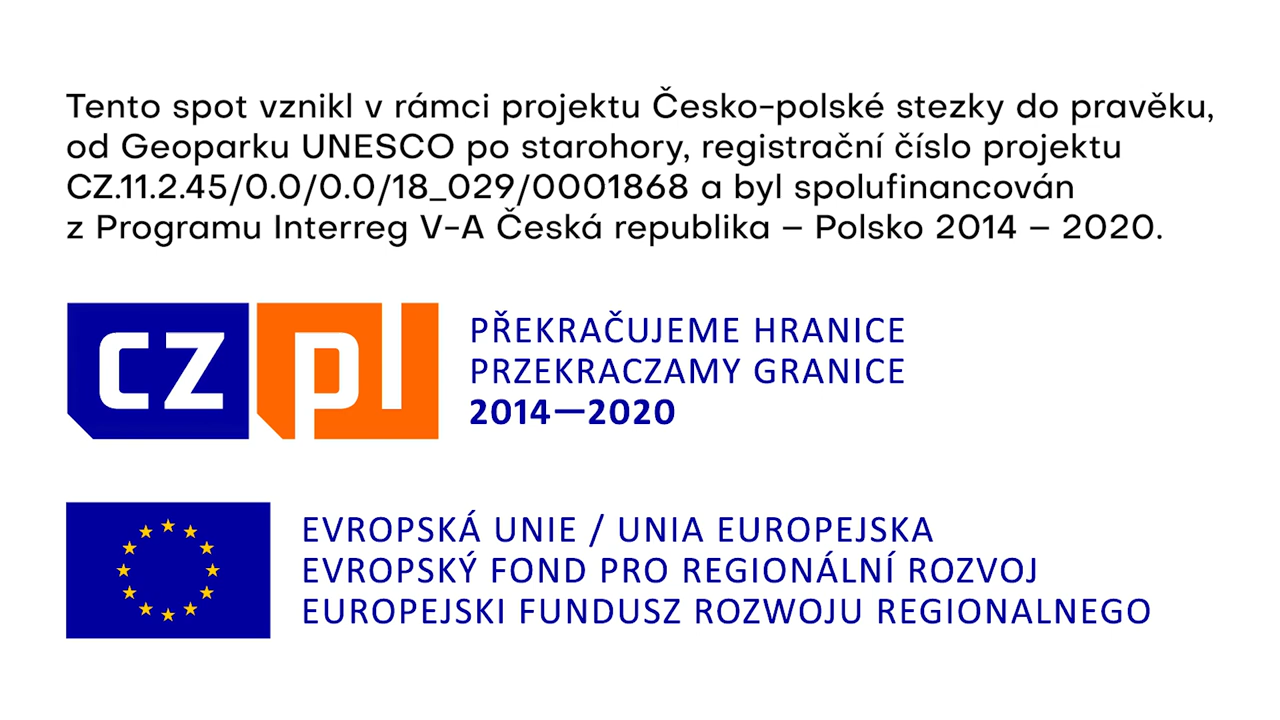 Tento spot vznikl v rámci projektu Česko-polské stezky do pravěku,
od Geoparku UNESCO po starohory, registrační číslo projektu
CZ.11.2.45/0.0/0.0/18_029/0001868 a byl spolufinancován
z Programu Interreg V-A Česká republika – Polsko 2014 – 2020.
cz pl
PŘEKRAČUJEME HRANICE
PRZEKRACZAMY GRANICE
2014—2020
EVROPSKÁ UNIE / UNIA EUROPEJSKA
EVROPSKÝ FOND PRO REGIONÁLNÍ ROZVOJ
EUROPEJSKI FUNDUSZ ROZWOJU REGIONALNEGO